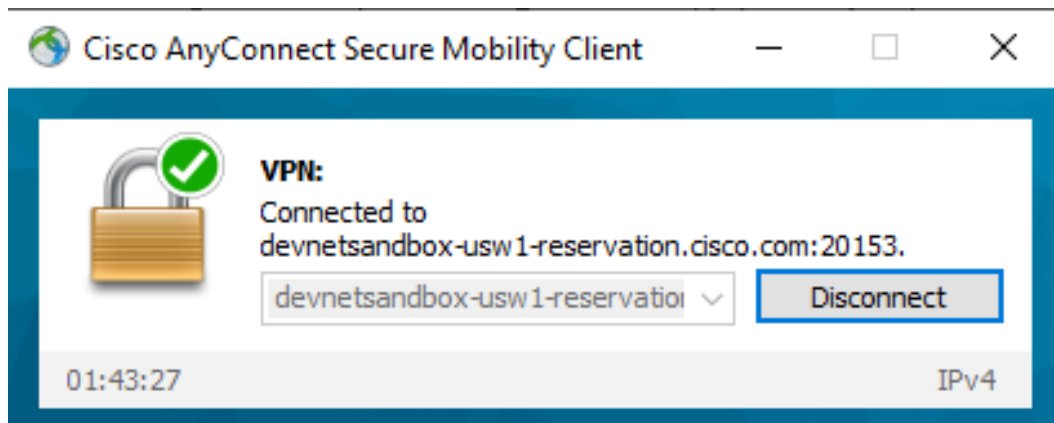 Cisco AnyConnect Secure Mobility Client
VPN:
Connected to
devnetsandbox-usw1-reservation.cisco.com:20153.
devnetsandbox-usw1-reservation
Disconnect
01:43:27
IPv4